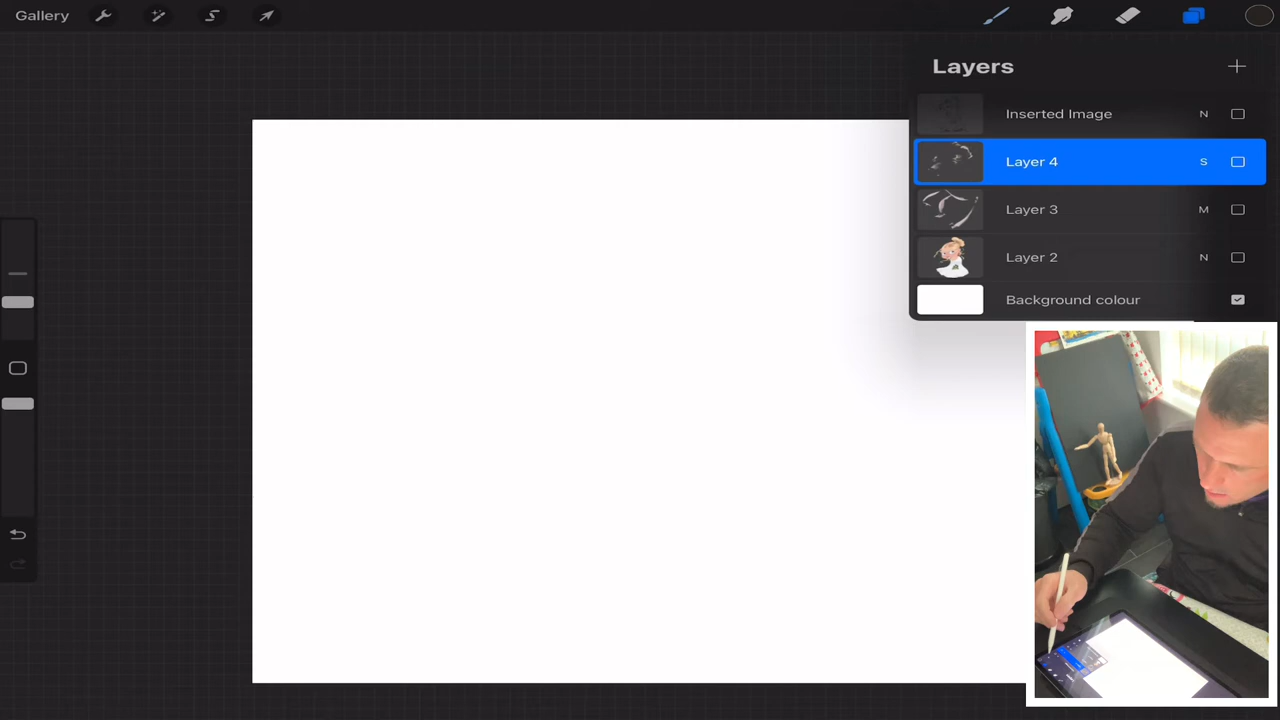 Gallery
Layers
Inserted Image N
Layer 4 S
Layer 3 M
Layer 2 N
Background colour